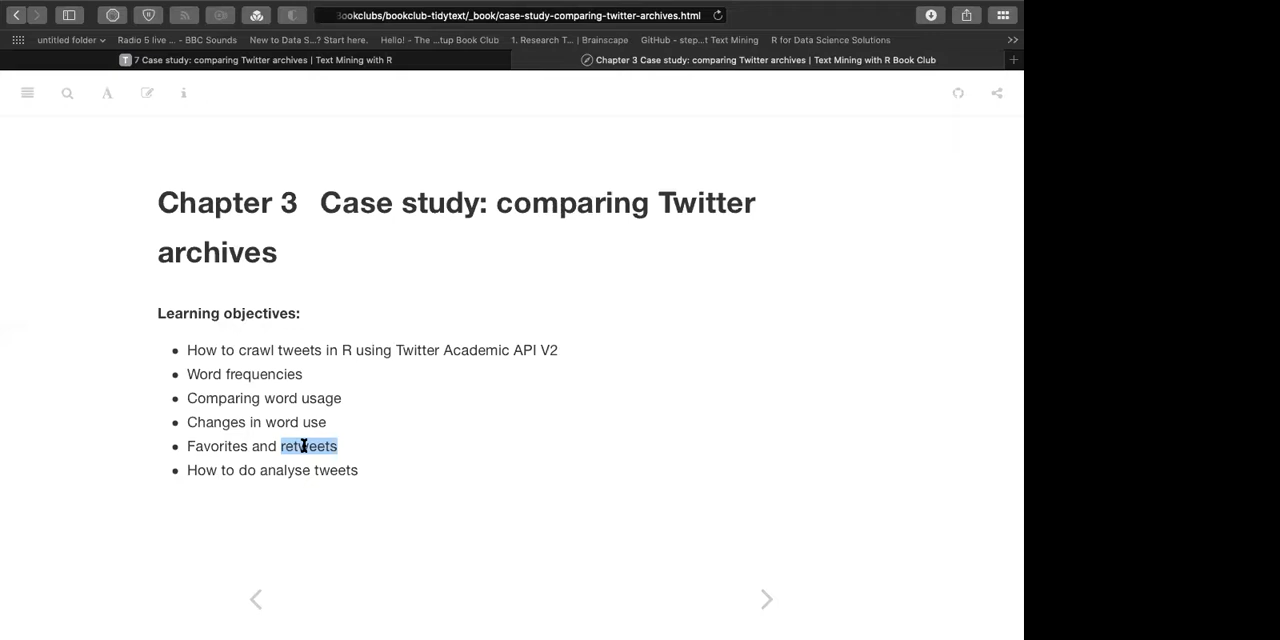 Bookclubs/bookclub-tidytext/_book/case-study-comparing-twitter-archives.html
untitled folder Radio 5 live ... - BBC Sounds New to Data S...? Start here. Hello! - The ...tup Book Club 1. Research T... | Brainscape GitHub - step...t Text Mining R for Data Science Solutions >>
T 7 Case study: comparing Twitter archives | Text Mining with R Chapter 3 Case study: comparing Twitter archives | Text Mining with R Book Club +
A i
Chapter 3 Case study: comparing Twitter
archives
Learning objectives:
• How to crawl tweets in R using Twitter Academic API V2
• Word frequencies
• Comparing word usage
• Changes in word use
• Favorites and retweets
• How to do analyse tweets